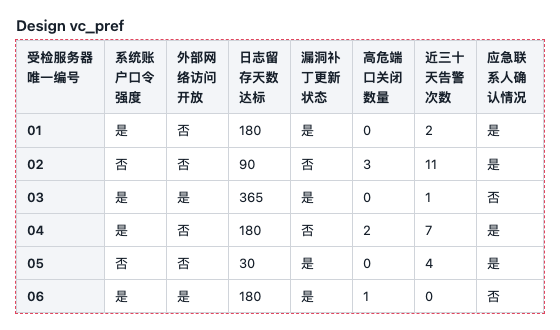 Design vc_pref
受检服务器 系统账 外部网 日志留 漏洞补 高危端 近三十 应急联
唯一编号 户口令 络访问 存天数 丁更新 口关闭 天告警 系人确
强度 开放 达标 状态 数量 次数 认情况
01 是 否 180 是 0 2 是
02 否 否 90 否 3 11 是
03 是 是 365 是 0 1 否
04 是 否 180 否 2 7 是
05 否 否 30 是 0 4 是
06 是 是 180 是 1 0 否